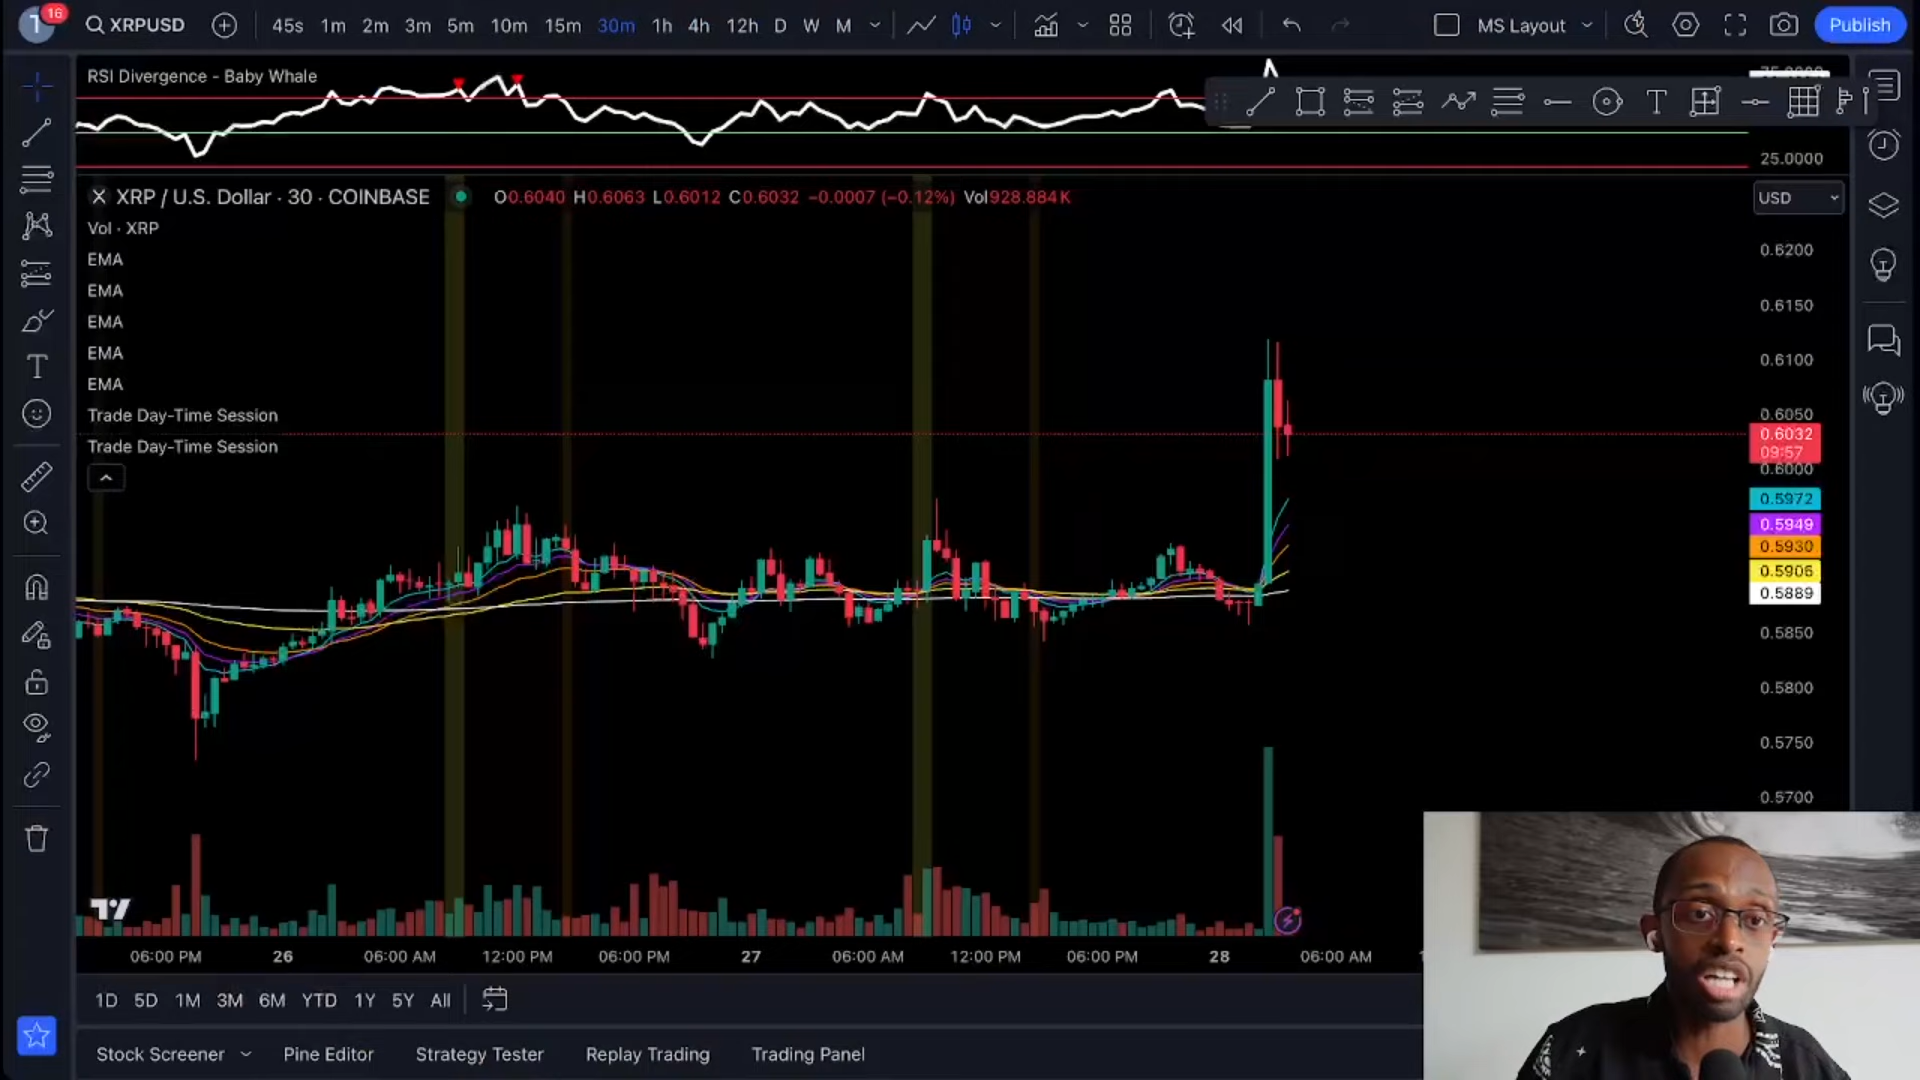 16
T
XRPUSD
45s 1m 2m 3m 5m 10m 15m 30m 1h 4h 12h D W M
MS Layout
Publish
RSI Divergence - Baby Whale
75.0000
25.0000
XRP / U.S. Dollar · 30 · COINBASE
O0.6040 H0.6063 L0.6012 C0.6032 −0.0007 (−0.12%) Vol928.884K
USD
Vol · XRP
EMA
EMA
EMA
EMA
EMA
Trade Day-Time Session
Trade Day-Time Session
0.6200
0.6150
0.6100
0.6050
0.6032
09:57
0.6000
0.5972
0.5949
0.5930
0.5906
0.5889
0.5850
0.5800
0.5750
0.5700
06:00 PM 26 06:00 AM 12:00 PM 06:00 PM 27 06:00 AM 12:00 PM 06:00 PM 28 06:00 AM
1D 5D 1M 3M 6M YTD 1Y 5Y All
Stock Screener Pine Editor Strategy Tester Replay Trading Trading Panel